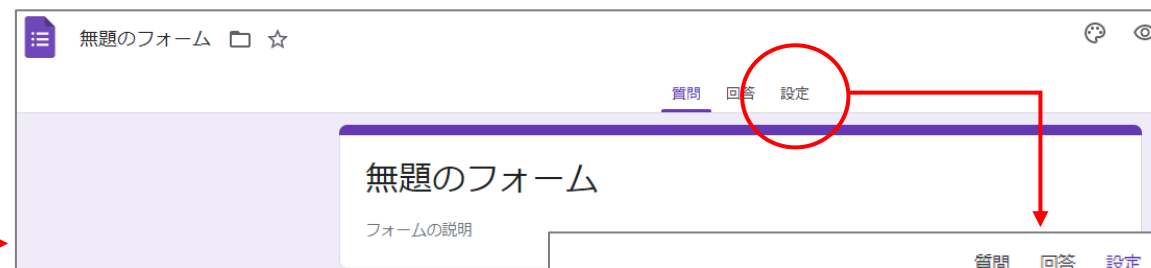 無題のフォーム
質問 回答 設定
無題のフォーム
フォームの説明
質問 回答 設定